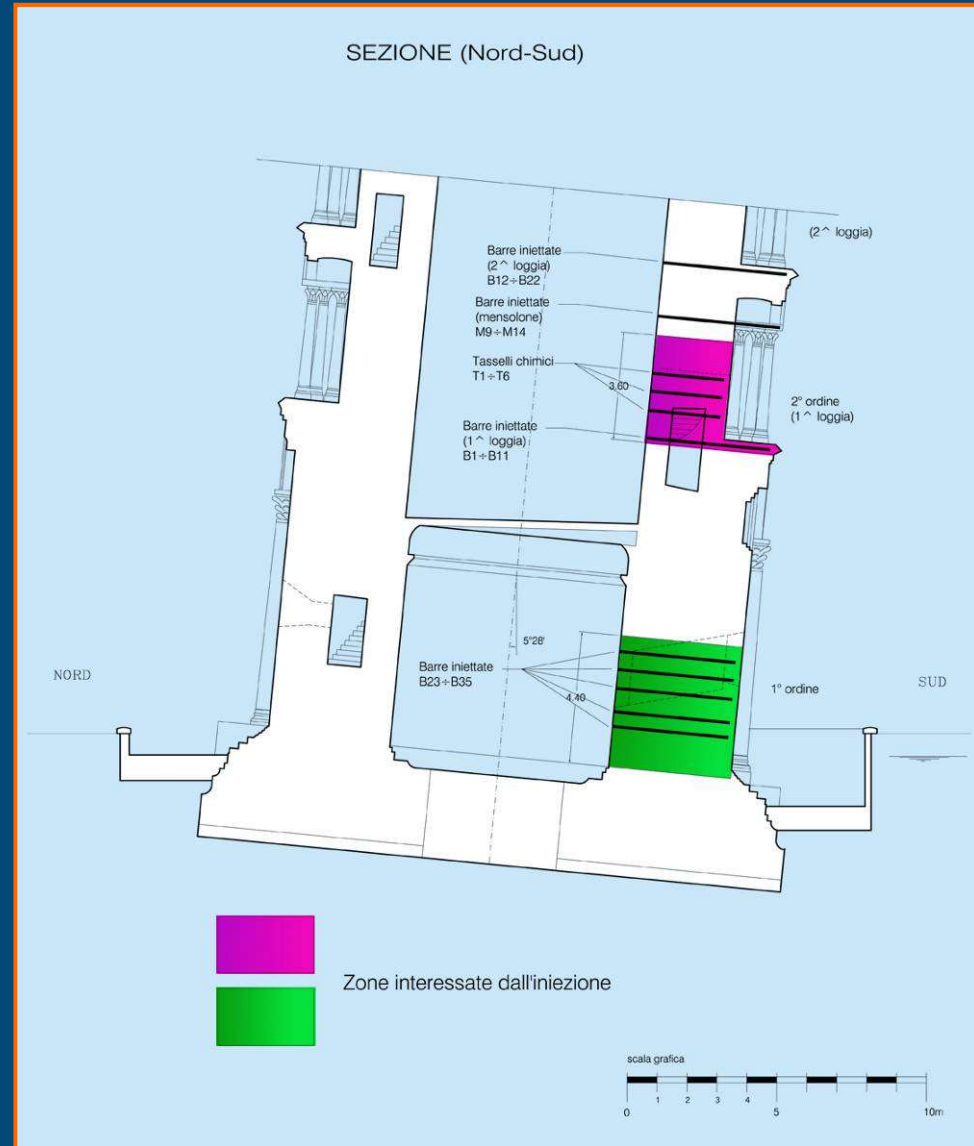 SEZIONE (Nord-Sud)
(2^ loggia)
Barre iniettate
(2^ loggia)
B12÷B22
Barre iniettate
(mensolone)
M9÷M14
Tasselli chimici
T1÷T6
3.60
2° ordine
(1^ loggia)
Barre iniettate
(1^ loggia)
B1÷B11
5°28'
Barre iniettate
B23÷B35
4.40
NORD
1° ordine
SUD
Zone interessate dall'iniezione
scala grafica
1 2 3 4
0 5 10m